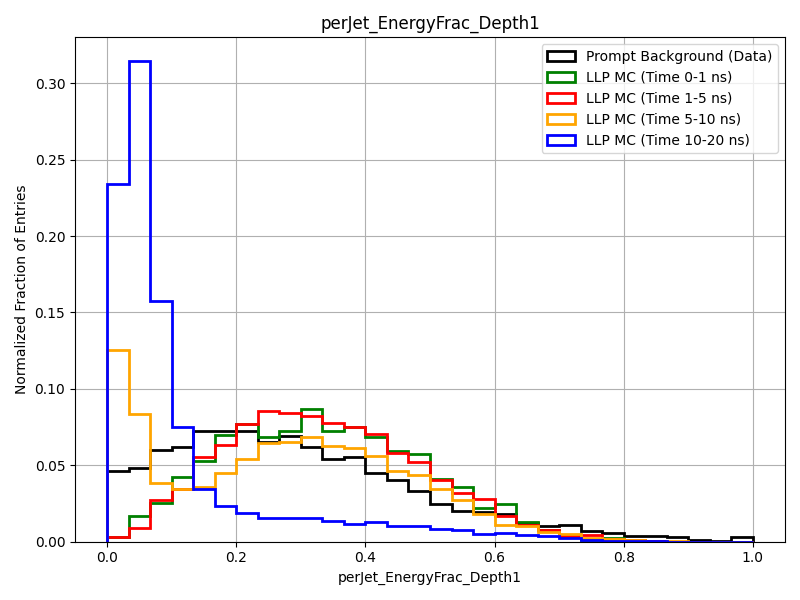 perJet_EnergyFrac_Depth1
Prompt Background (Data)
LLP MC (Time 0-1 ns)
LLP MC (Time 1-5 ns)
LLP MC (Time 5-10 ns)
LLP MC (Time 10-20 ns)
Normalized Fraction of Entries
0.30
0.25
0.20
0.15
0.10
0.05
0.00
0.0 0.2 0.4 0.6 0.8 1.0
perJet_EnergyFrac_Depth1